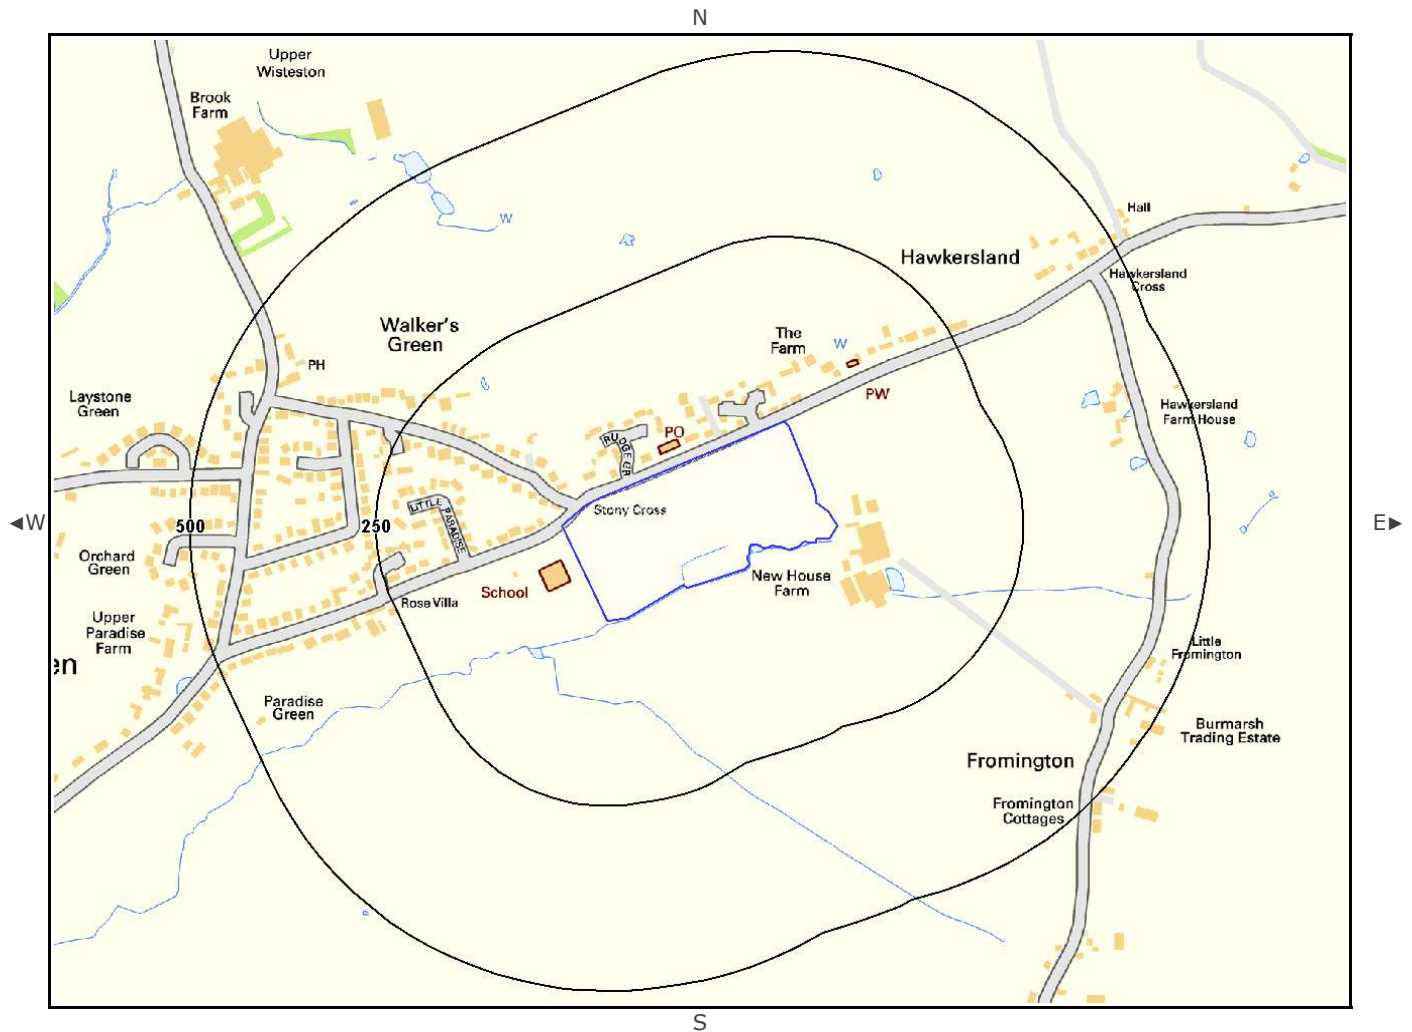 N
Upper
Wisteston
Brook
Farm
W
Hall
Hawkersland
Hawkersland
Cross
Walker's
Green
The
Farm
W
PH
PW
Laystone
Green
Hawkersland
Farm House
PO
RUDGE GR
LITTLE PARADISE
Stony Cross
500
250
◄W
E►
Orchard
Green
New House
Farm
School
Rose Villa
Upper
Paradise
Farm
en
Little
Fromington
Paradise
Green
Burmarsh
Trading Estate
Fromington
Fromington
Cottages
S